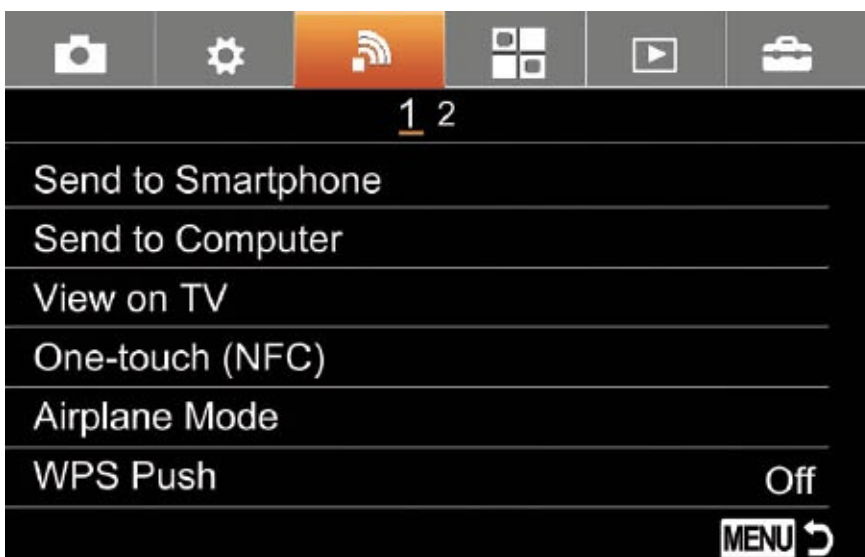 1 2
Send to Smartphone
Send to Computer
View on TV
One-touch (NFC)
Airplane Mode
WPS Push Off
MENU